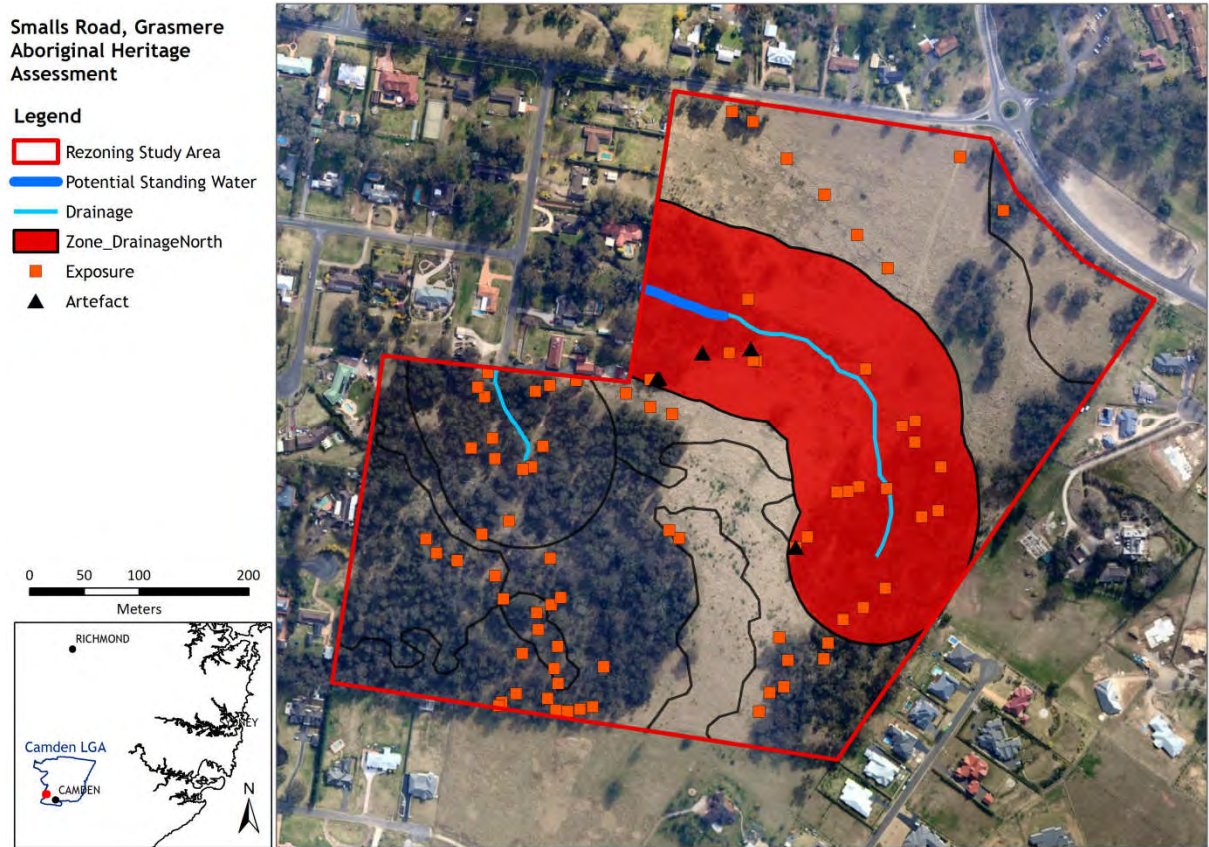 Smalls Road, Grasmere
Aboriginal Heritage
Assessment
Legend
Rezoning Study Area
Potential Standing Water
Drainage
Zone_DrainageNorth
Exposure
Artefact
0 50 100 200
Meters
RICHMOND
Camden LGA
CAMDEN
N